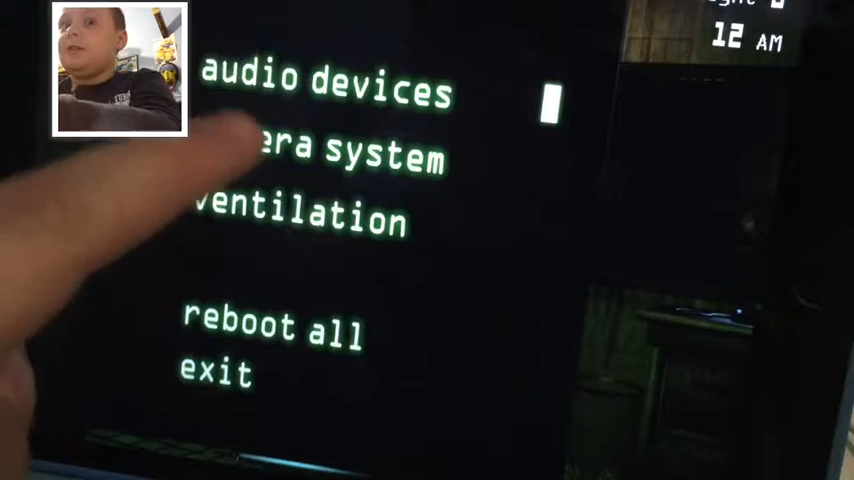 12 AM
audio devices
era system
ventilation
reboot all
exit